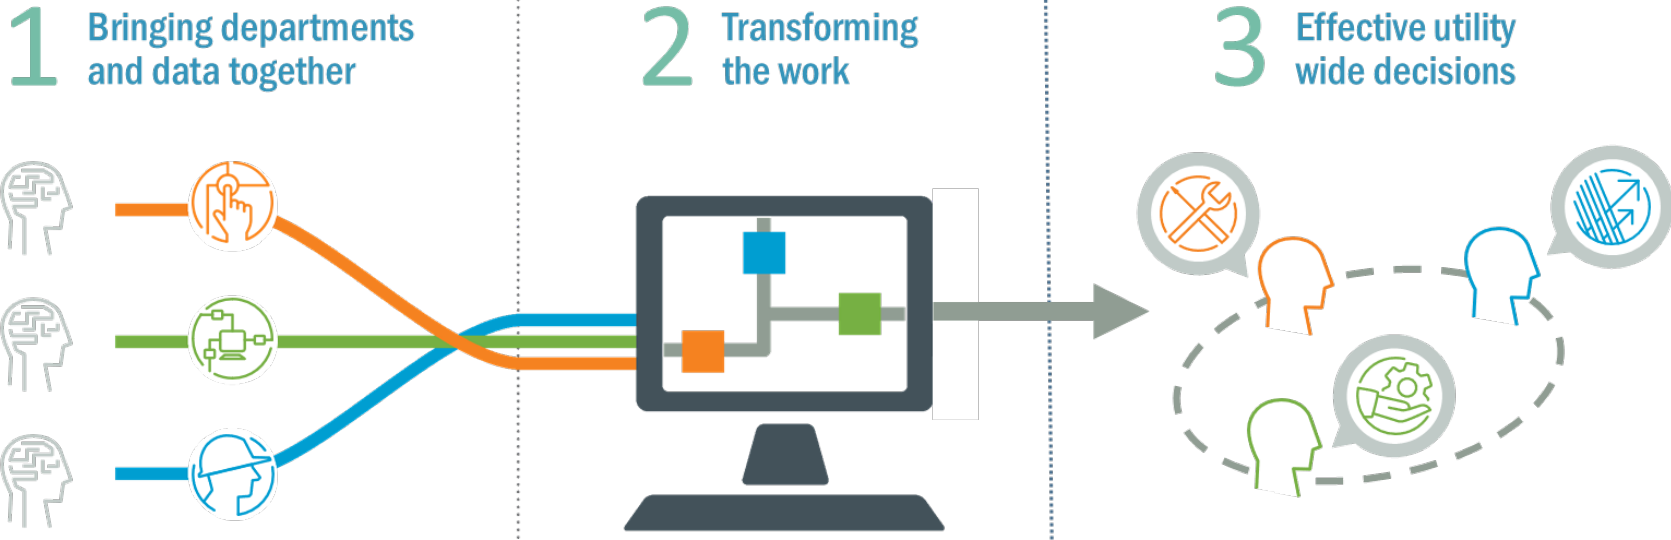 1 Bringing departments
and data together
2 Transforming
the work
3 Effective utility
wide decisions